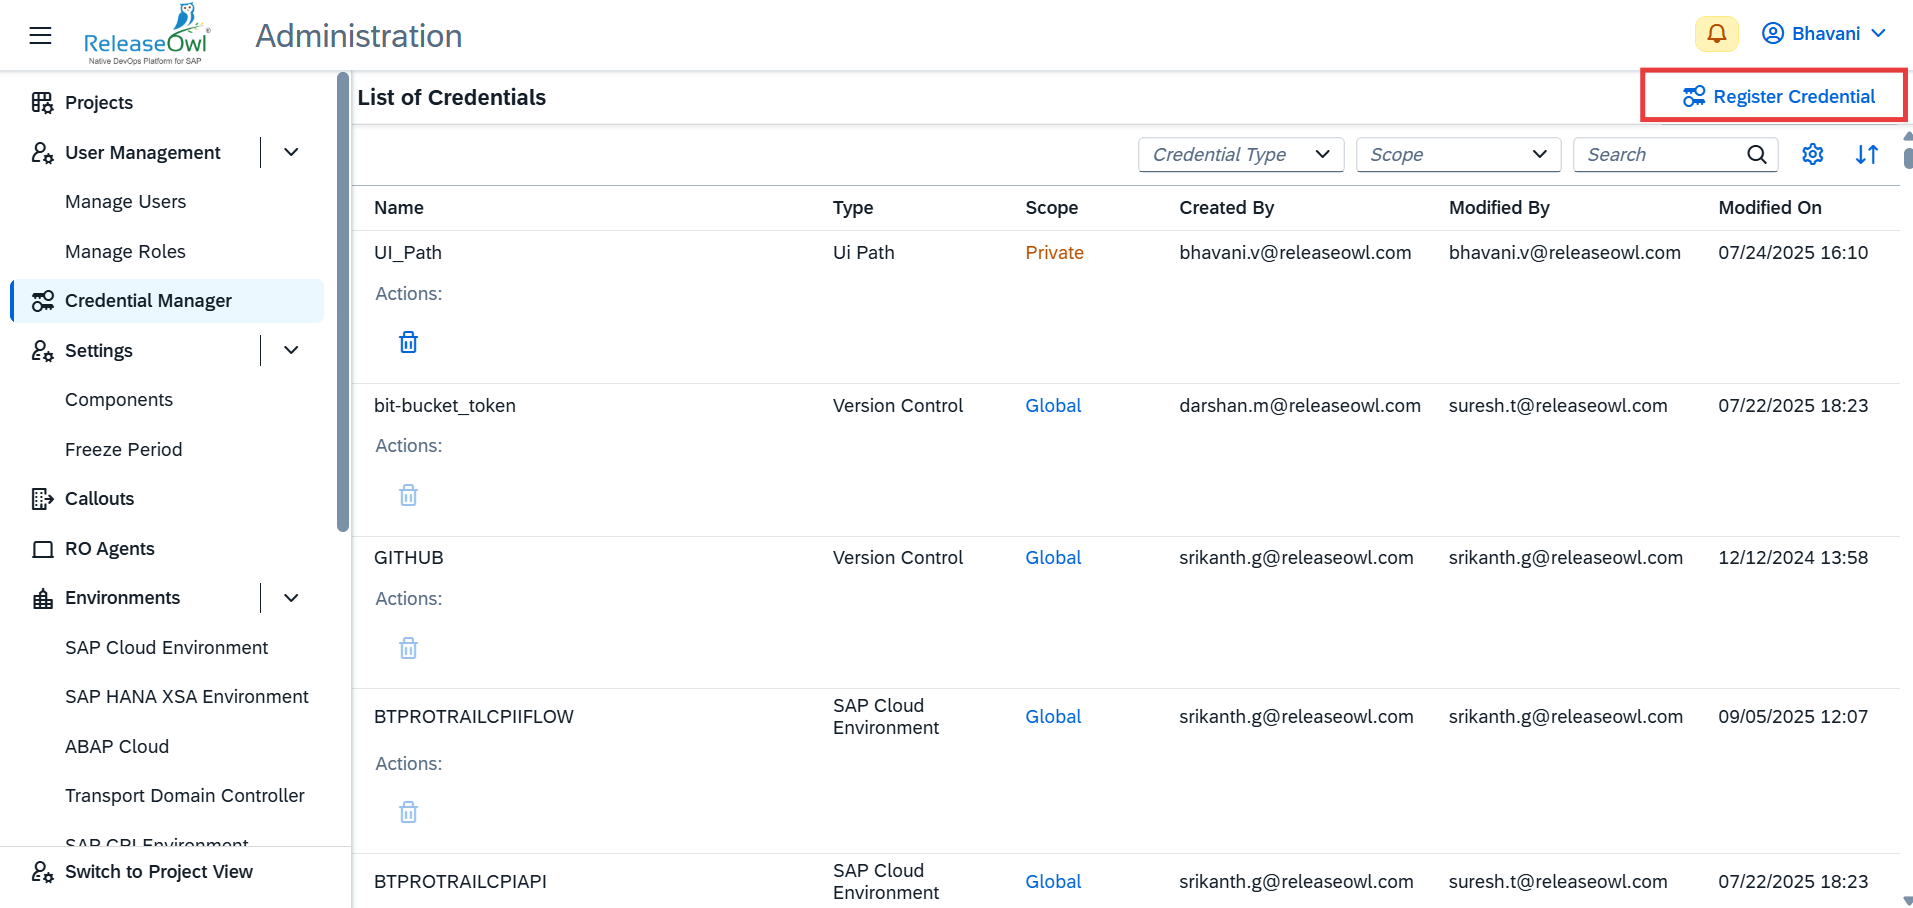 ReleaseOwl®
Native DevOps Platform for SAP
Administration
Bhavani
Projects
User Management
Manage Users
Manage Roles
Credential Manager
Settings
Components
Freeze Period
Callouts
RO Agents
Environments
SAP Cloud Environment
SAP HANA XSA Environment
ABAP Cloud
Transport Domain Controller
SAP CPI Environment
Switch to Project View
List of Credentials
Register Credential
Credential Type
Scope
Search
Name Type Scope Created By Modified By Modified On
UI_Path Ui Path Private bhavani.v@releaseowl.com bhavani.v@releaseowl.com 07/24/2025 16:10
Actions:
bit-bucket_token Version Control Global darshan.m@releaseowl.com suresh.t@releaseowl.com 07/22/2025 18:23
Actions:
GITHUB Version Control Global srikanth.g@releaseowl.com srikanth.g@releaseowl.com 12/12/2024 13:58
Actions:
BTPROTRAILCPIIFLOW SAP Cloud Environment Global srikanth.g@releaseowl.com srikanth.g@releaseowl.com 09/05/2025 12:07
Actions:
BTPROTRAILCPIAPI SAP Cloud Environment Global srikanth.g@releaseowl.com suresh.t@releaseowl.com 07/22/2025 18:23